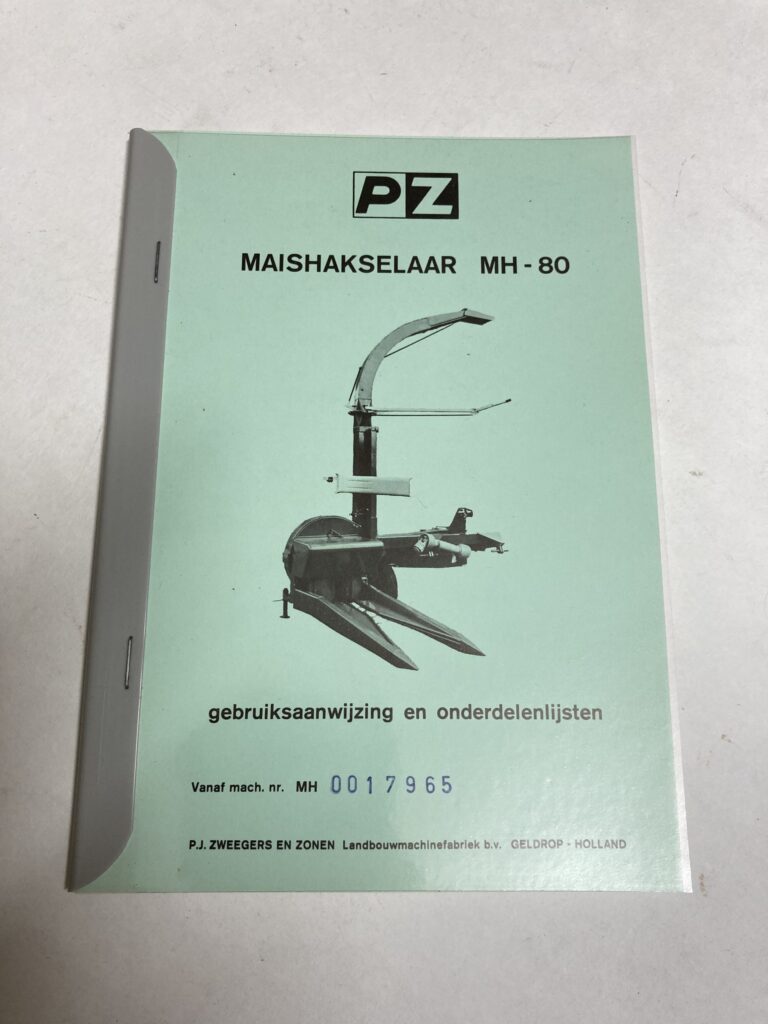 PZ
MAISHAKSELAAR MH-80
gebruiksaanwijzing en onderdelenlijsten
Vanaf mach. nr. MH 0017965
P.J. ZWEEGERS EN ZONEN Landbouwmachinefabriek b.v. GELDROP - HOLLAND